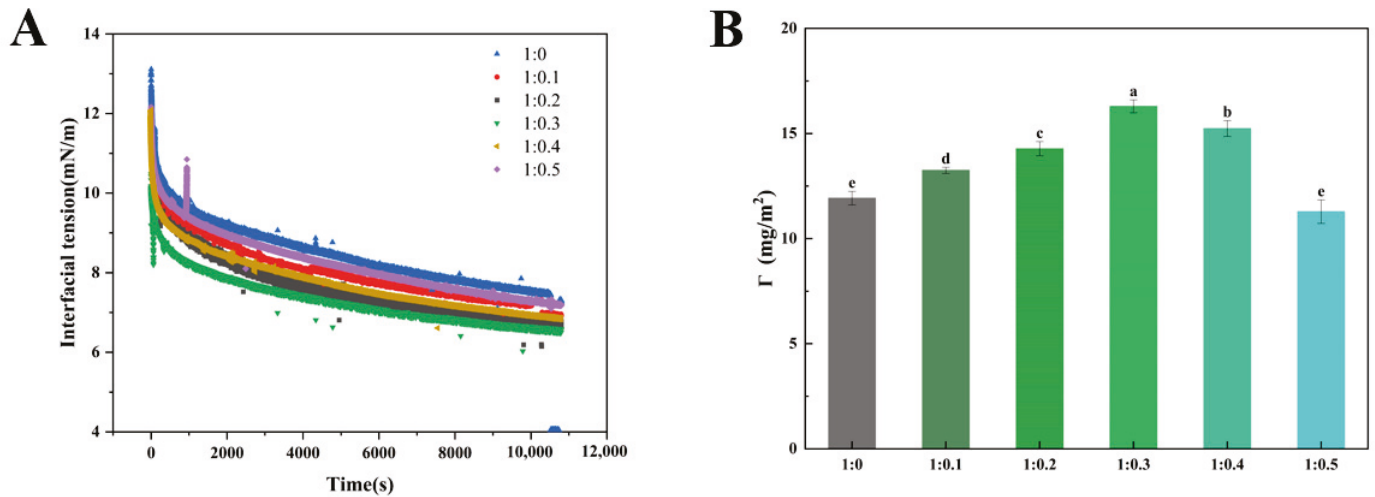 A
Interfacial tension(mN/m)
14
12
10
8
6
4
1:0
1:0.1
1:0.2
1:0.3
1:0.4
1:0.5
0
2000
4000
6000
8000
10,000
12,000
Time(s)
B
Γ (mg/m²)
20
15
10
5
0
e
d
c
a
b
e
1:0
1:0.1
1:0.2
1:0.3
1:0.4
1:0.5